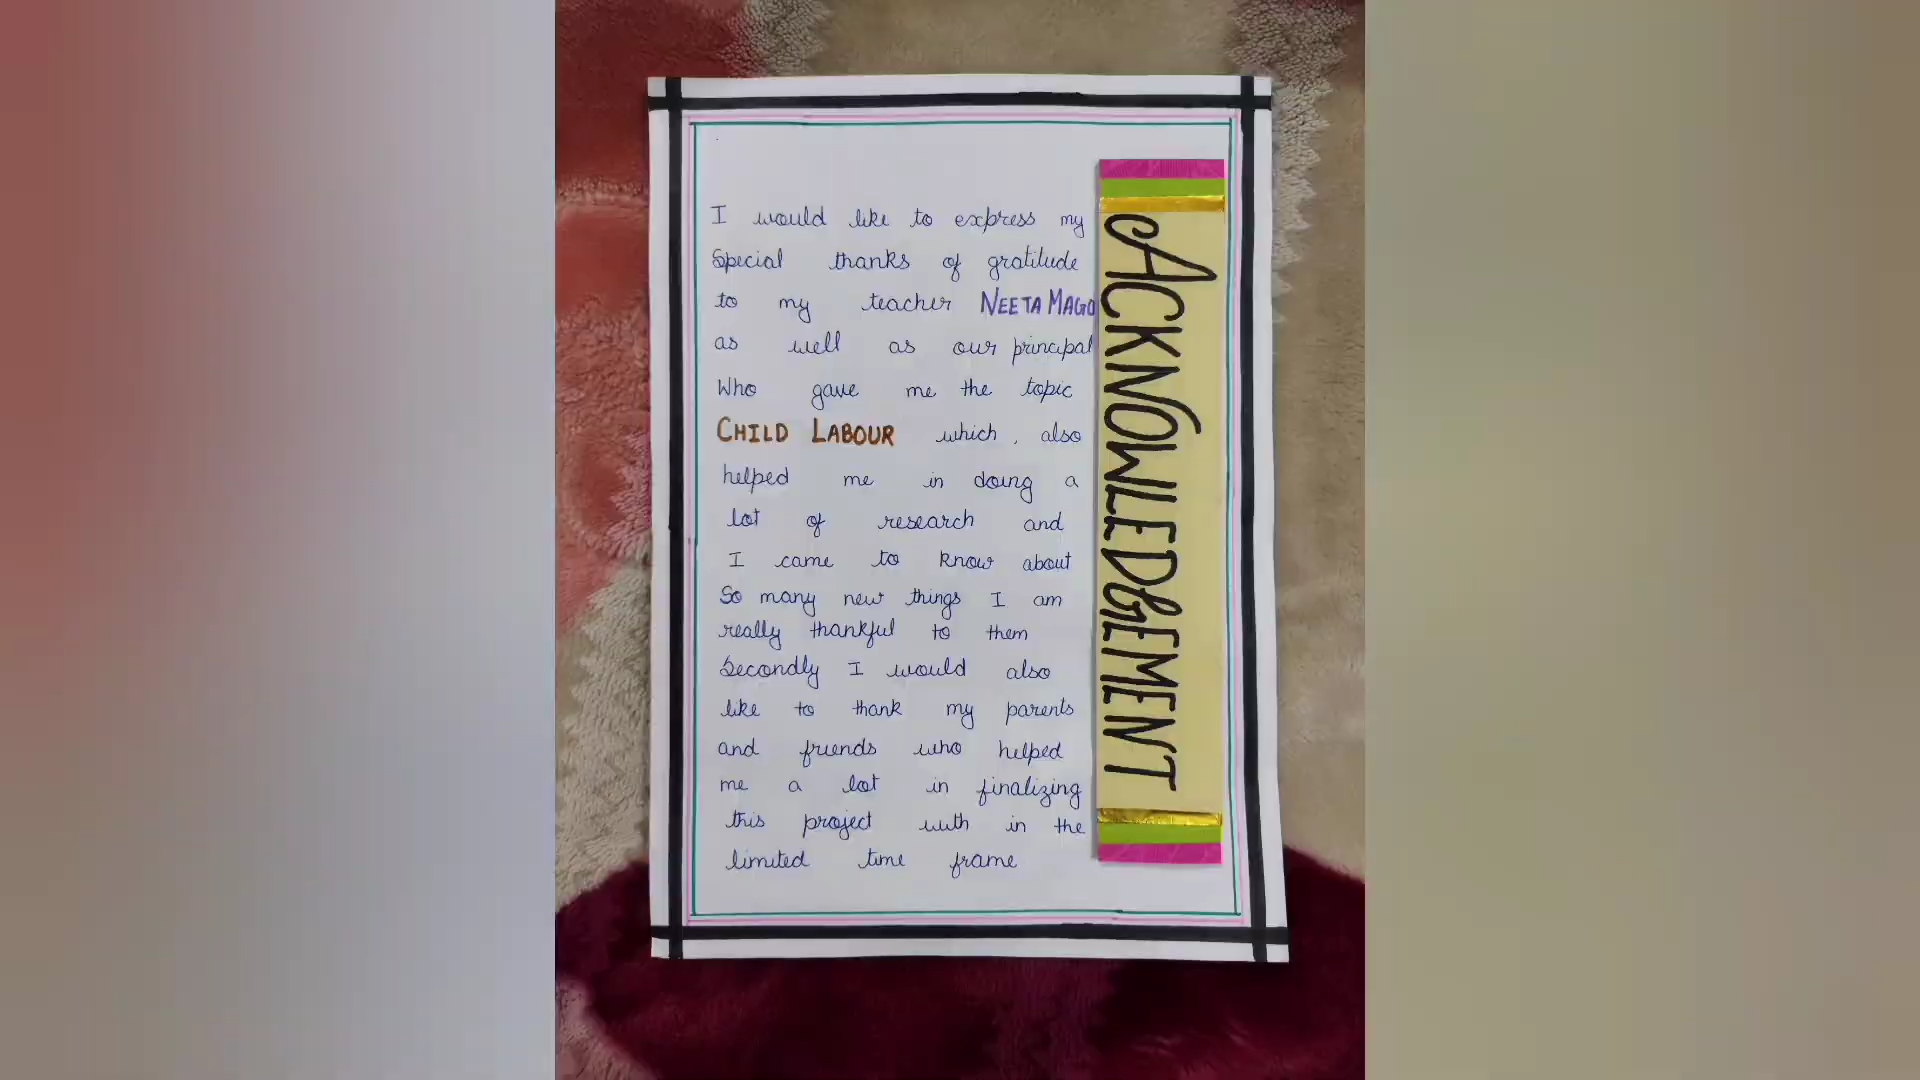 ACKNOWLEDGEMENT
I would like to express my
Special thanks of gratitude
to my teacher NEETA MAGO
as well as our principal
Who gave me the topic
CHILD LABOUR which, also
helped me in doing a
lot of research and
I came to know about
So many new things I am
really thankful to them
Secondly I would also
like to thank my parents
and friends who helped
me a lot in finalizing
this project with in the
limited time frame